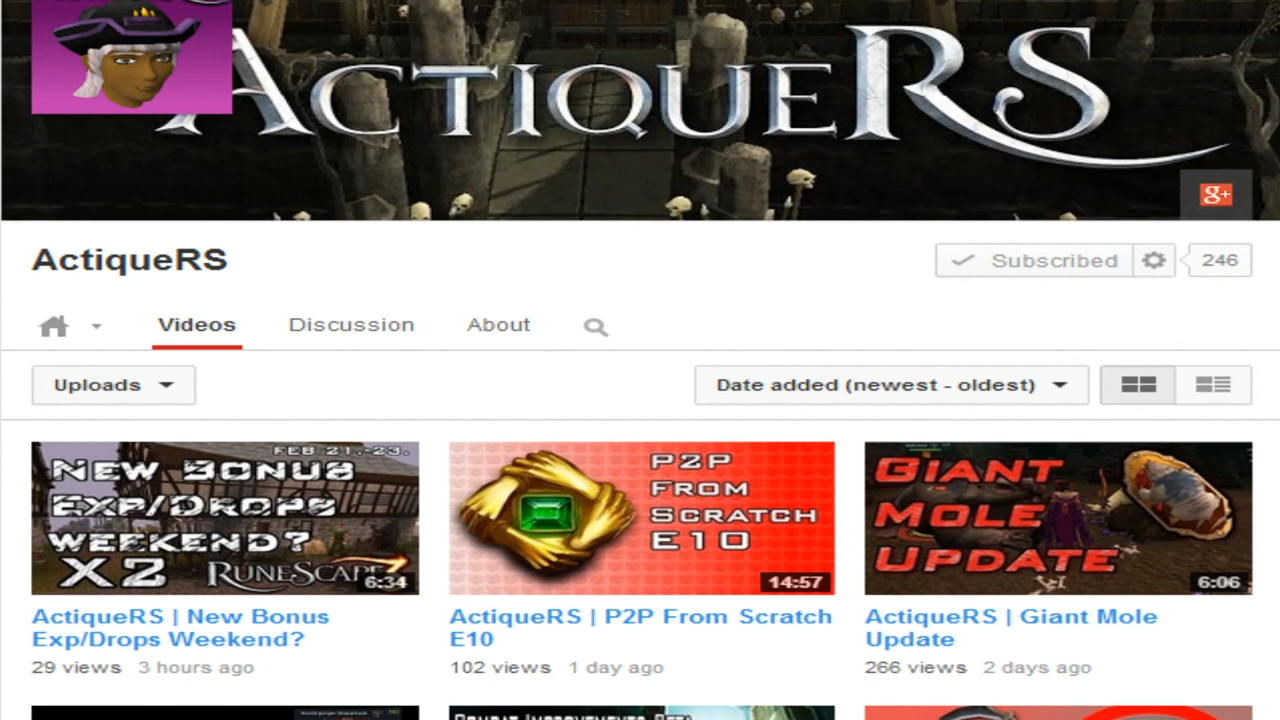 ACTIQUERS
g+
ActiqueRS
Subscribed
246
Videos
Discussion
About
Uploads
Date added (newest - oldest)
FEB 21.-23.
NEW BONUS
EXP/DROPS
WEEKEND?
X2 RUNESCAPE
6:34
P2P
FROM
SCRATCH
E10
14:57
GIANT
MOLE
UPDATE
6:06
ActiqueRS | New Bonus
Exp/Drops Weekend?
29 views 3 hours ago
ActiqueRS | P2P From Scratch
E10
102 views 1 day ago
ActiqueRS | Giant Mole
Update
266 views 2 days ago